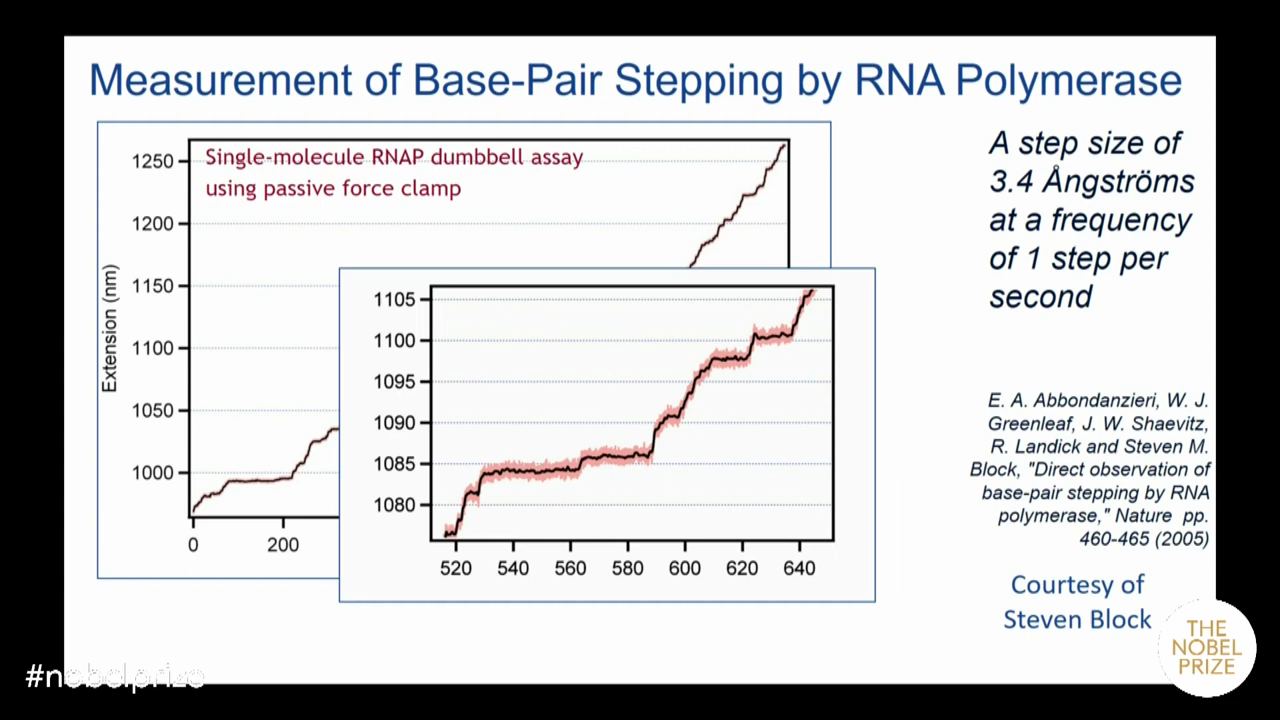 Measurement of Base-Pair Stepping by RNA Polymerase
Single-molecule RNAP dumbbell assay
using passive force clamp
Extension (nm)
1250
1200
1150
1100
1050
1000
0
200
1105
1100
1095
1090
1085
1080
520
540
560
580
600
620
640
A step size of
3.4 Ångströms
at a frequency
of 1 step per
second
E. A. Abbondanzieri, W. J.
Greenleaf, J. W. Shaevitz,
R. Landick and Steven M.
Block, "Direct observation of
base-pair stepping by RNA
polymerase," Nature pp.
460-465 (2005)
Courtesy of
Steven Block
THE
NOBEL
PRIZE
#nobelprize